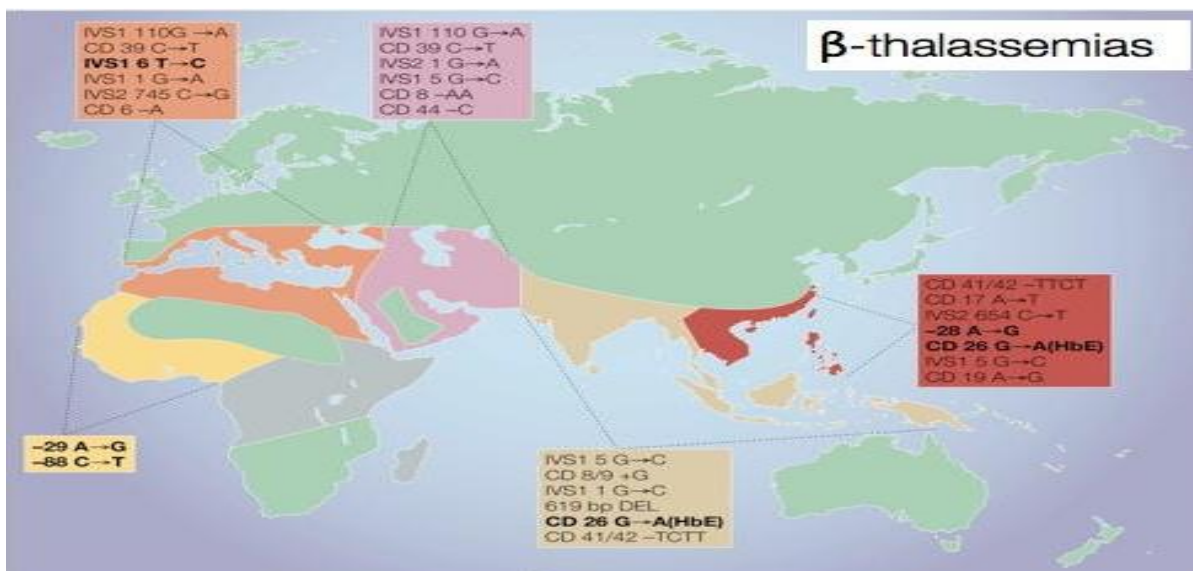 β-thalassemias
IVS1 110G→A
CD 39 C→T
IVS1 6 T→C
IVS1 1 G→A
IVS2 745 C→G
CD 6 –A
IVS1 110 G→A
CD 39 C→T
IVS2 1 G→A
IVS1 5 G→C
CD 8 –AA
CD 44 –C
CD 41/42 –TTCT
CD 17 A→T
IVS2 654 C→T
–28 A→G
CD 26 G→A(HbE)
IVS1 5 G→C
CD 19 A→G
–29 A→G
–88 C→T
IVS1 5 G→C
CD 8/9 +G
IVS1 1 G→C
619 bp DEL
CD 26 G→A(HbE)
CD 41/42 –TCTT